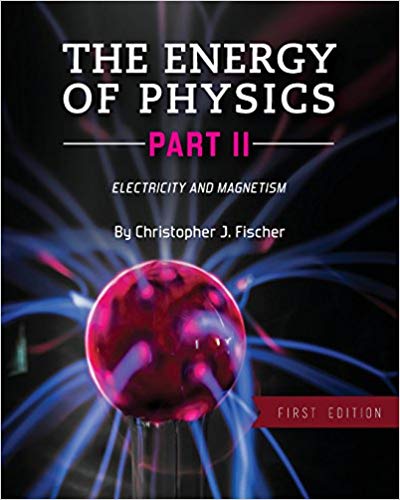 THE ENERGY
OF PHYSICS
PART II
ELECTRICITY AND MAGNETISM
By Christopher J. Fischer
FIRST EDITION